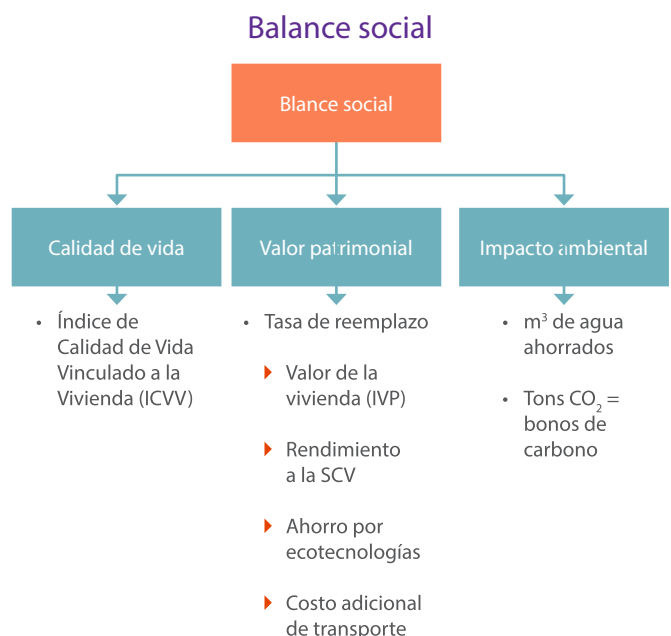 Balance social
Blance social
Calidad de vida
Valor patrimonial
Impacto ambiental
• Índice de
Calidad de Vida
Vinculado a la
Vivienda (ICVV)
• Tasa de reemplazo
Valor de la
vivienda (IVP)
Rendimiento
a la SCV
Ahorro por
ecotecnologías
Costo adicional
de transporte
• m³ de agua
ahorrados
• Tons CO₂ =
bonos de
carbono